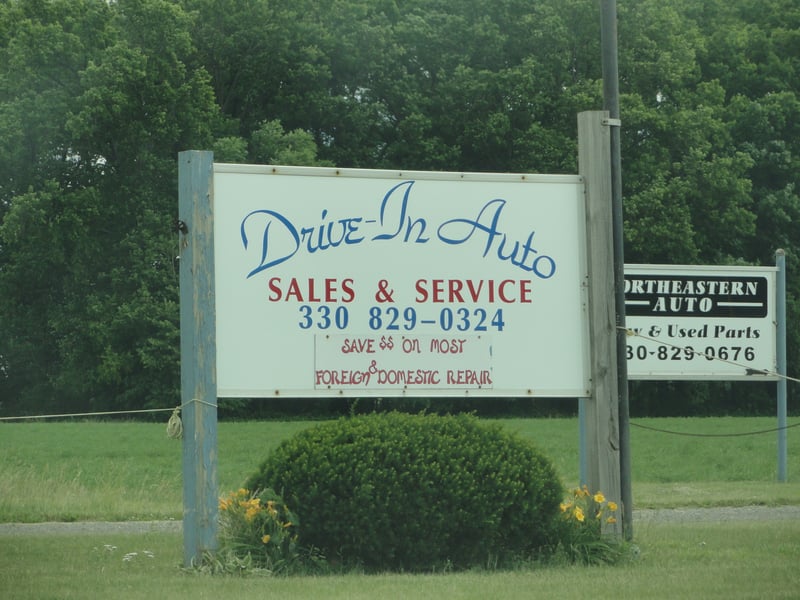 Drive-In Auto
SALES & SERVICE
330 829-0324
SAVE $$ ON MOST
FOREIGN & DOMESTIC REPAIR
ORTHEASTERN
AUTO
w & Used Parts
30-829-0676